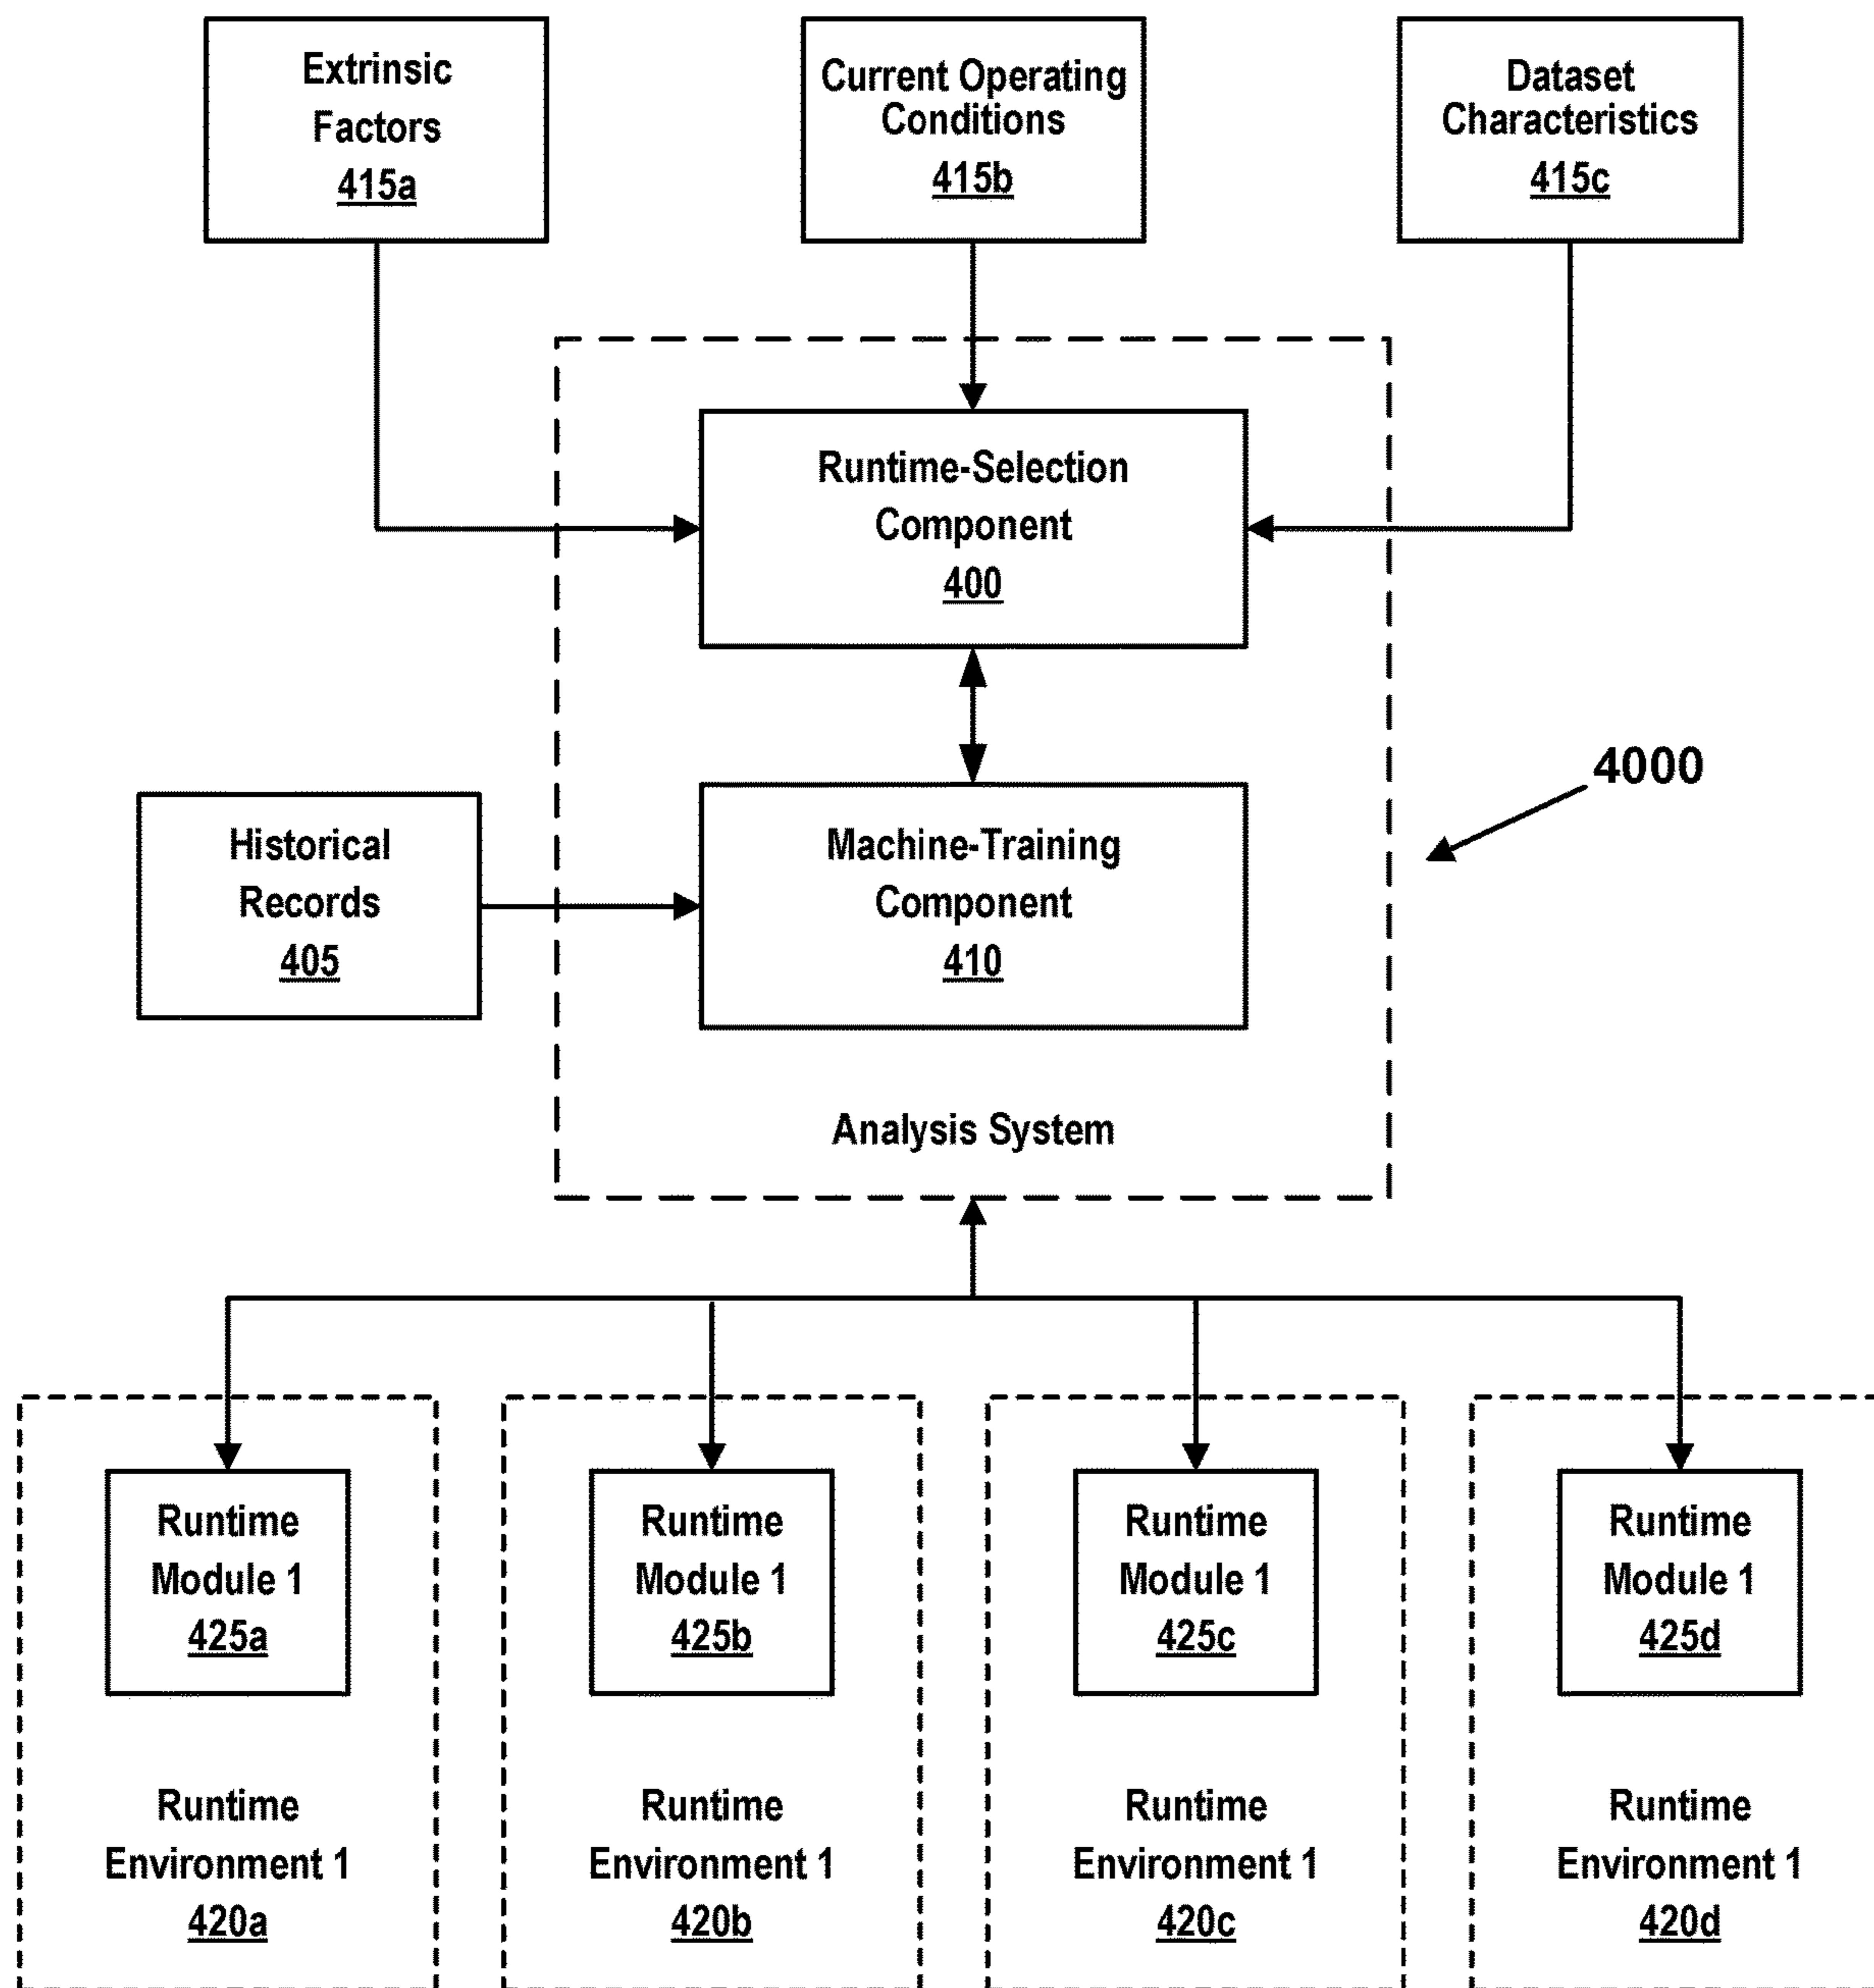 Extrinsic
Factors
415a
Current Operating
Conditions
415b
Dataset
Characteristics
415c
Runtime-Selection
Component
400
4000
Historical
Records
405
Machine-Training
Component
410
Analysis System
Runtime
Module 1
425a
Runtime
Module 1
425b
Runtime
Module 1
425c
Runtime
Module 1
425d
Runtime
Environment 1
420a
Runtime
Environment 1
420b
Runtime
Environment 1
420c
Runtime
Environment 1
420d